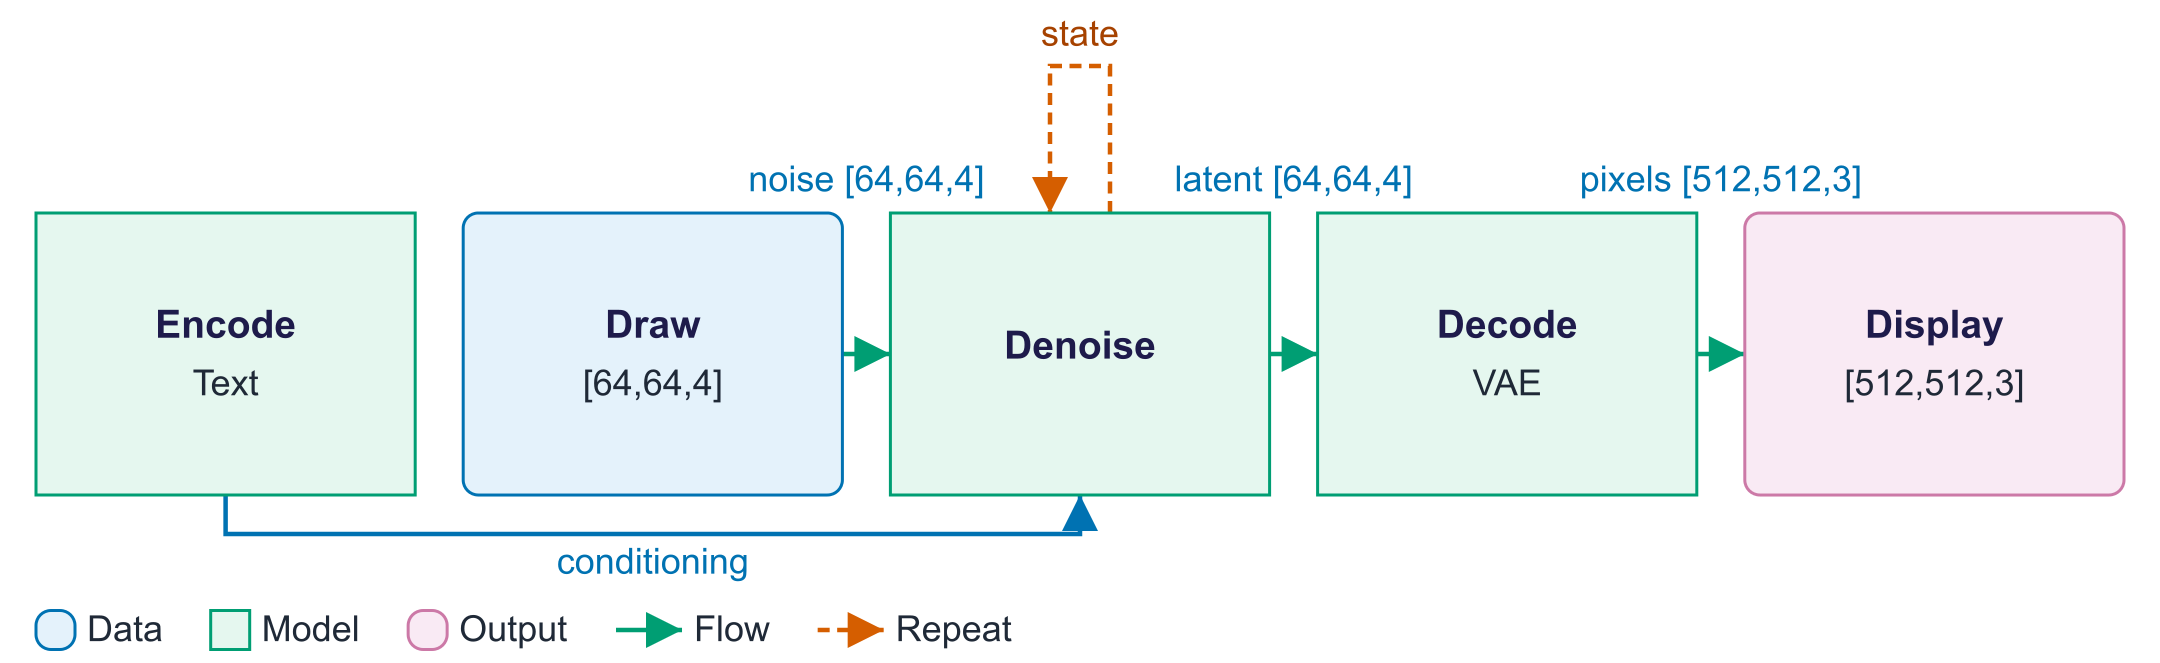 state
noise [64,64,4]
latent [64,64,4]
pixels [512,512,3]
Encode
Text
Draw
[64,64,4]
Denoise
Decode
VAE
Display
[512,512,3]
conditioning
Data
Model
Output
Flow
Repeat